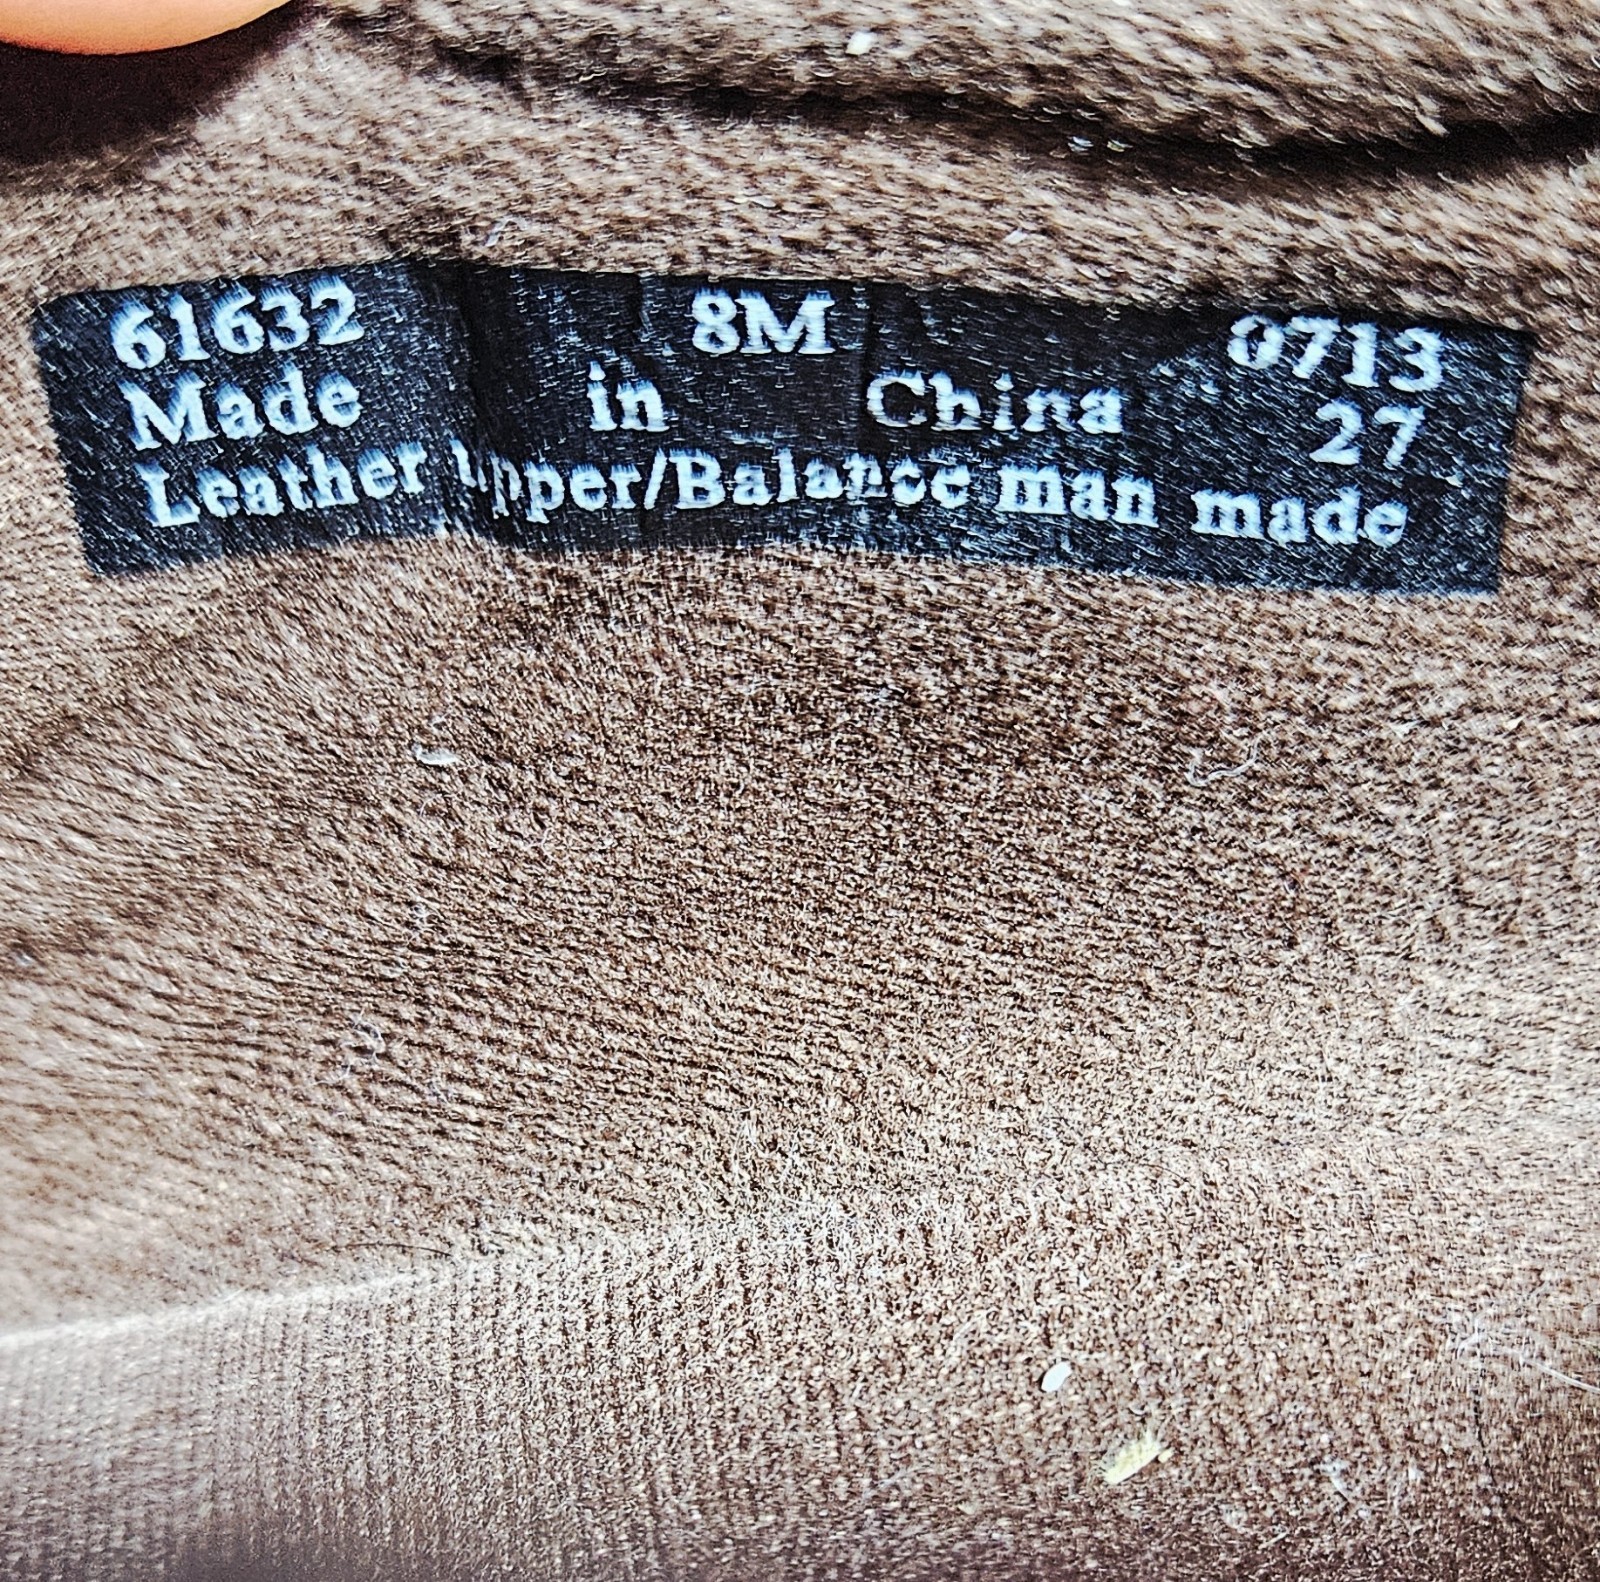 61632 8M 0713
Made in China 27
Leather Upper/Balance man made